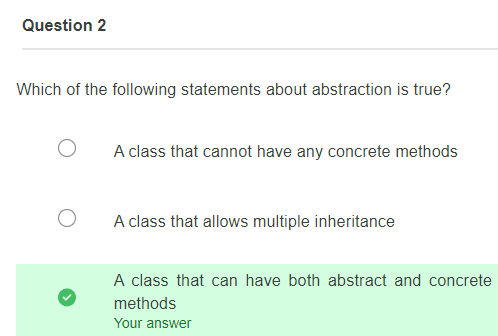 Question 2
Which of the following statements about abstraction is true?
A class that cannot have any concrete methods
A class that allows multiple inheritance
A class that can have both abstract and concrete
methods
Your answer